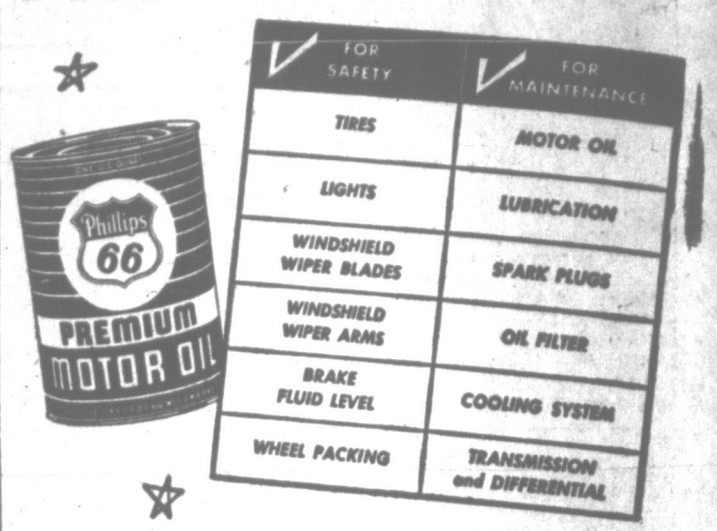 FOR
SAFETY
FOR
MAINTENANCE
TIRES
MOTOR OIL
LIGHTS
LUBRICATION
WINDSHIELD
WIPER BLADES
SPARK PLUGS
WINDSHIELD
WIPER ARMS
OIL FILTER
BRAKE
FLUID LEVEL
COOLING SYSTEM
WHEEL PACKING
TRANSMISSION
and DIFFERENTIAL
Phillips
66
PREMIUM
MOTOR OIL